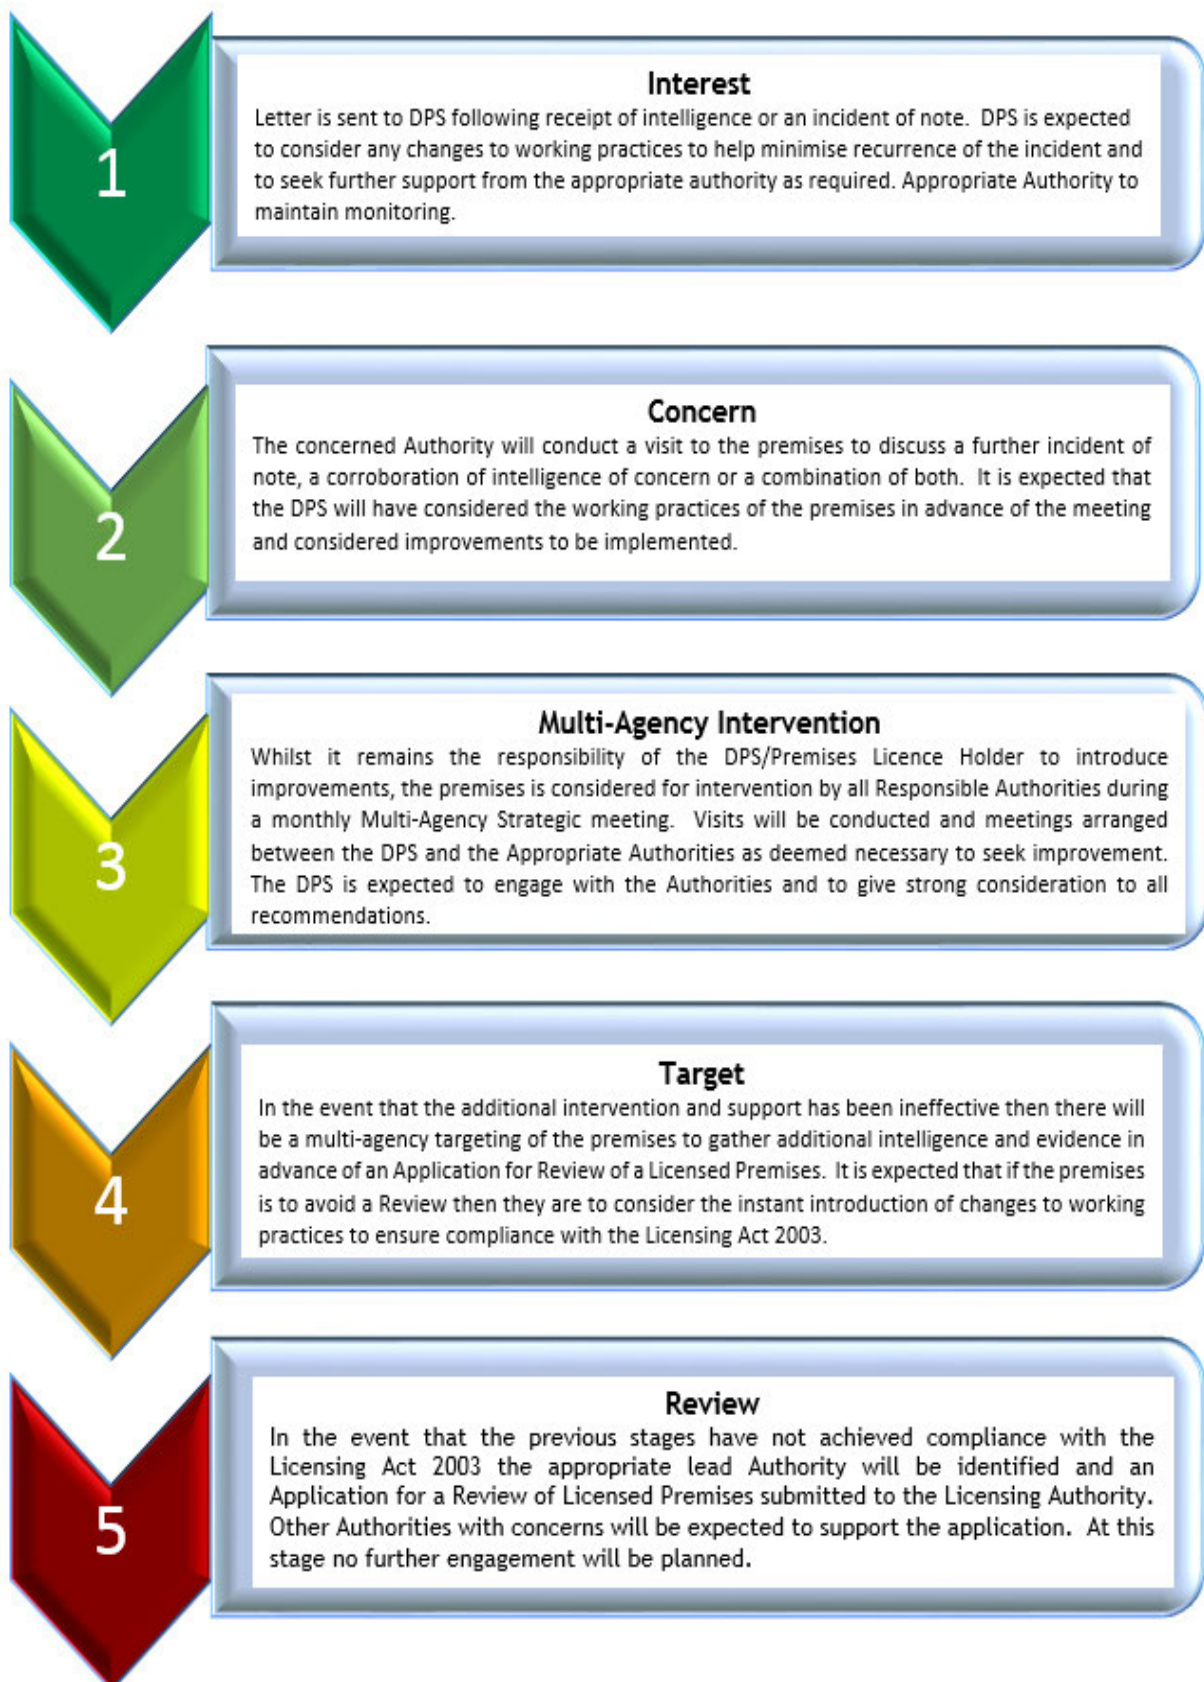 1
Interest
Letter is sent to DPS following receipt of intelligence or an incident of note. DPS is expected
to consider any changes to working practices to help minimise recurrence of the incident and
to seek further support from the appropriate authority as required. Appropriate Authority to
maintain monitoring.
2
Concern
The concerned Authority will conduct a visit to the premises to discuss a further incident of
note, a corroboration of intelligence of concern or a combination of both. It is expected that
the DPS will have considered the working practices of the premises in advance of the meeting
and considered improvements to be implemented.
3
Multi-Agency Intervention
Whilst it remains the responsibility of the DPS/Premises Licence Holder to introduce
improvements, the premises is considered for intervention by all Responsible Authorities during
a monthly Multi-Agency Strategic meeting. Visits will be conducted and meetings arranged
between the DPS and the Appropriate Authorities as deemed necessary to seek improvement.
The DPS is expected to engage with the Authorities and to give strong consideration to all
recommendations.
4
Target
In the event that the additional intervention and support has been ineffective then there will
be a multi-agency targeting of the premises to gather additional intelligence and evidence in
advance of an Application for Review of a Licensed Premises. It is expected that if the premises
is to avoid a Review then they are to consider the instant introduction of changes to working
practices to ensure compliance with the Licensing Act 2003.
5
Review
In the event that the previous stages have not achieved compliance with the
Licensing Act 2003 the appropriate lead Authority will be identified and an
Application for a Review of Licensed Premises submitted to the Licensing Authority.
Other Authorities with concerns will be expected to support the application. At this
stage no further engagement will be planned.